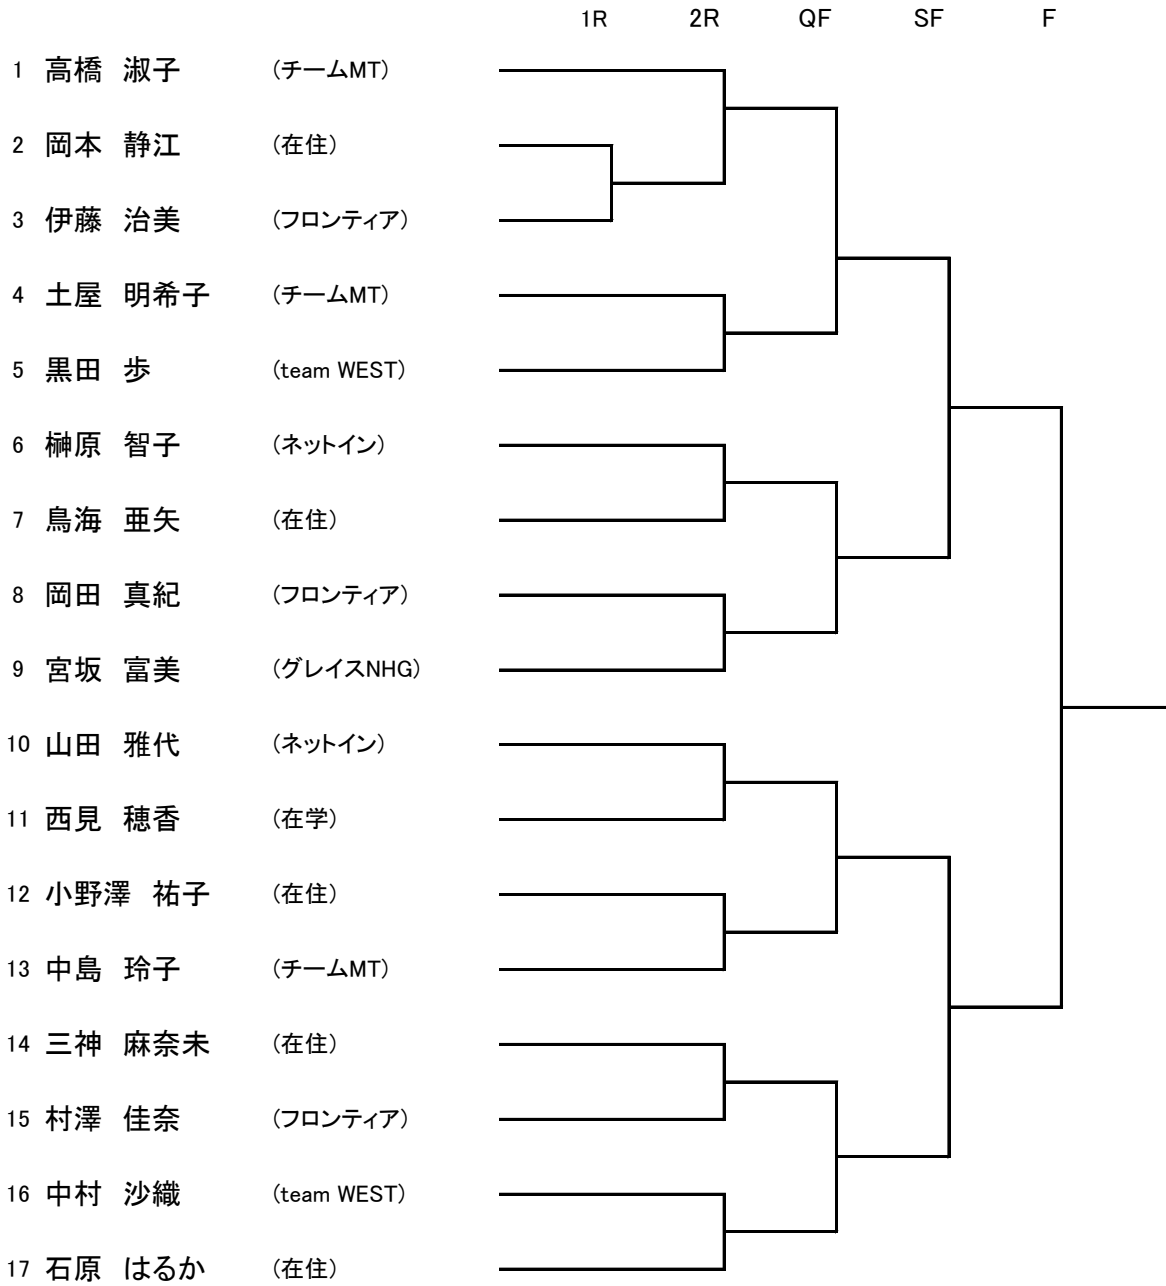 1R 2R QF SF F
1 高橋 淑子 (チームMT)
2 岡本 静江 (在住)
3 伊藤 治美 (フロンティア)
4 土屋 明希子 (チームMT)
5 黒田 歩 (team WEST)
6 榊原 智子 (ネットイン)
7 鳥海 亜矢 (在住)
8 岡田 真紀 (フロンティア)
9 宮坂 富美 (グレイスNHG)
10 山田 雅代 (ネットイン)
11 西見 穂香 (在学)
12 小野澤 祐子 (在住)
13 中島 玲子 (チームMT)
14 三神 麻奈未 (在住)
15 村澤 佳奈 (フロンティア)
16 中村 沙織 (team WEST)
17 石原 はるか (在住)